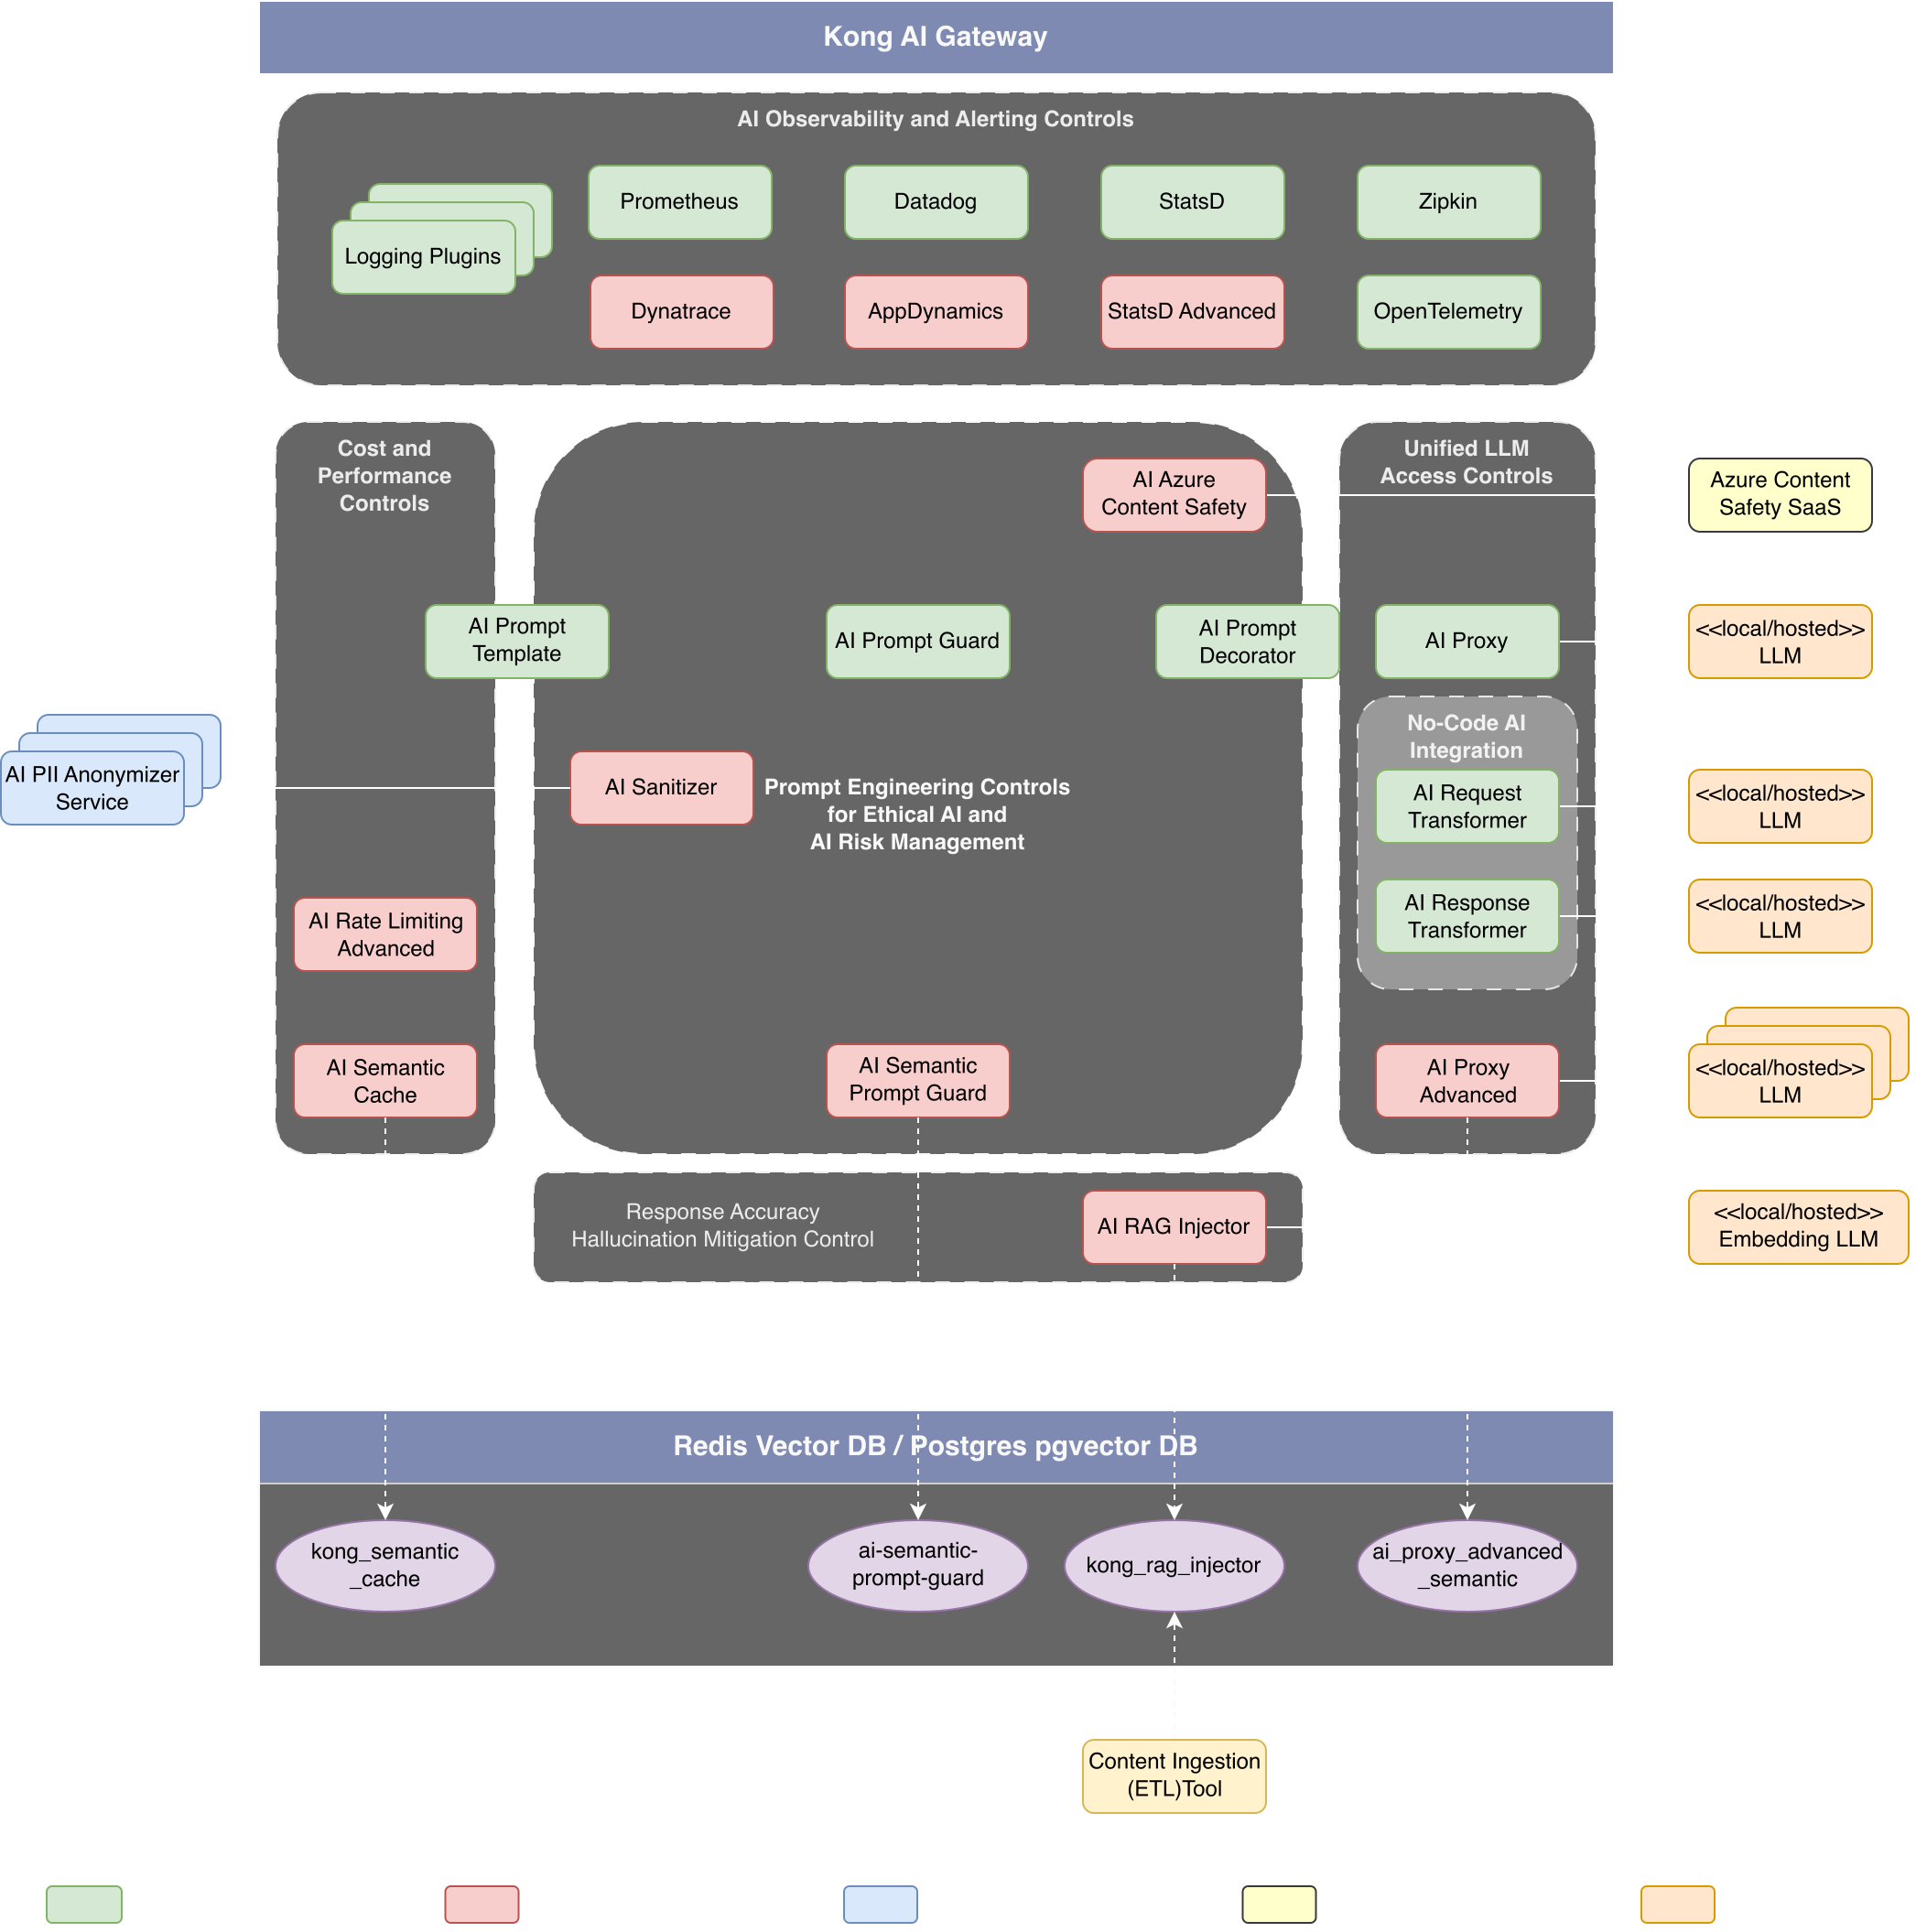 Kong AI Gateway
AI Observability and Alerting Controls
Logging Plugins
Prometheus
Datadog
StatsD
Zipkin
Dynatrace
AppDynamics
StatsD Advanced
OpenTelemetry
Cost and
Performance
Controls
AI Azure
Content Safety
Unified LLM
Access Controls
Azure Content
Safety SaaS
AI Prompt
Template
AI Prompt Guard
AI Prompt
Decorator
AI Proxy
<<local/hosted>>
LLM
AI PII Anonymizer
Service
AI Sanitizer
Prompt Engineering Controls
for Ethical AI and
AI Risk Management
No-Code AI
Integration
AI Request
Transformer
<<local/hosted>>
LLM
AI Rate Limiting
Advanced
AI Response
Transformer
<<local/hosted>>
LLM
AI Semantic
Cache
AI Semantic
Prompt Guard
AI Proxy
Advanced
<<local/hosted>>
LLM
Response Accuracy
Hallucination Mitigation Control
AI RAG Injector
<<local/hosted>>
Embedding LLM
Redis Vector DB / Postgres pgvector DB
kong_semantic
_cache
ai-semantic-
prompt-guard
kong_rag_injector
ai_proxy_advanced
_semantic
Content Ingestion
(ETL)Tool